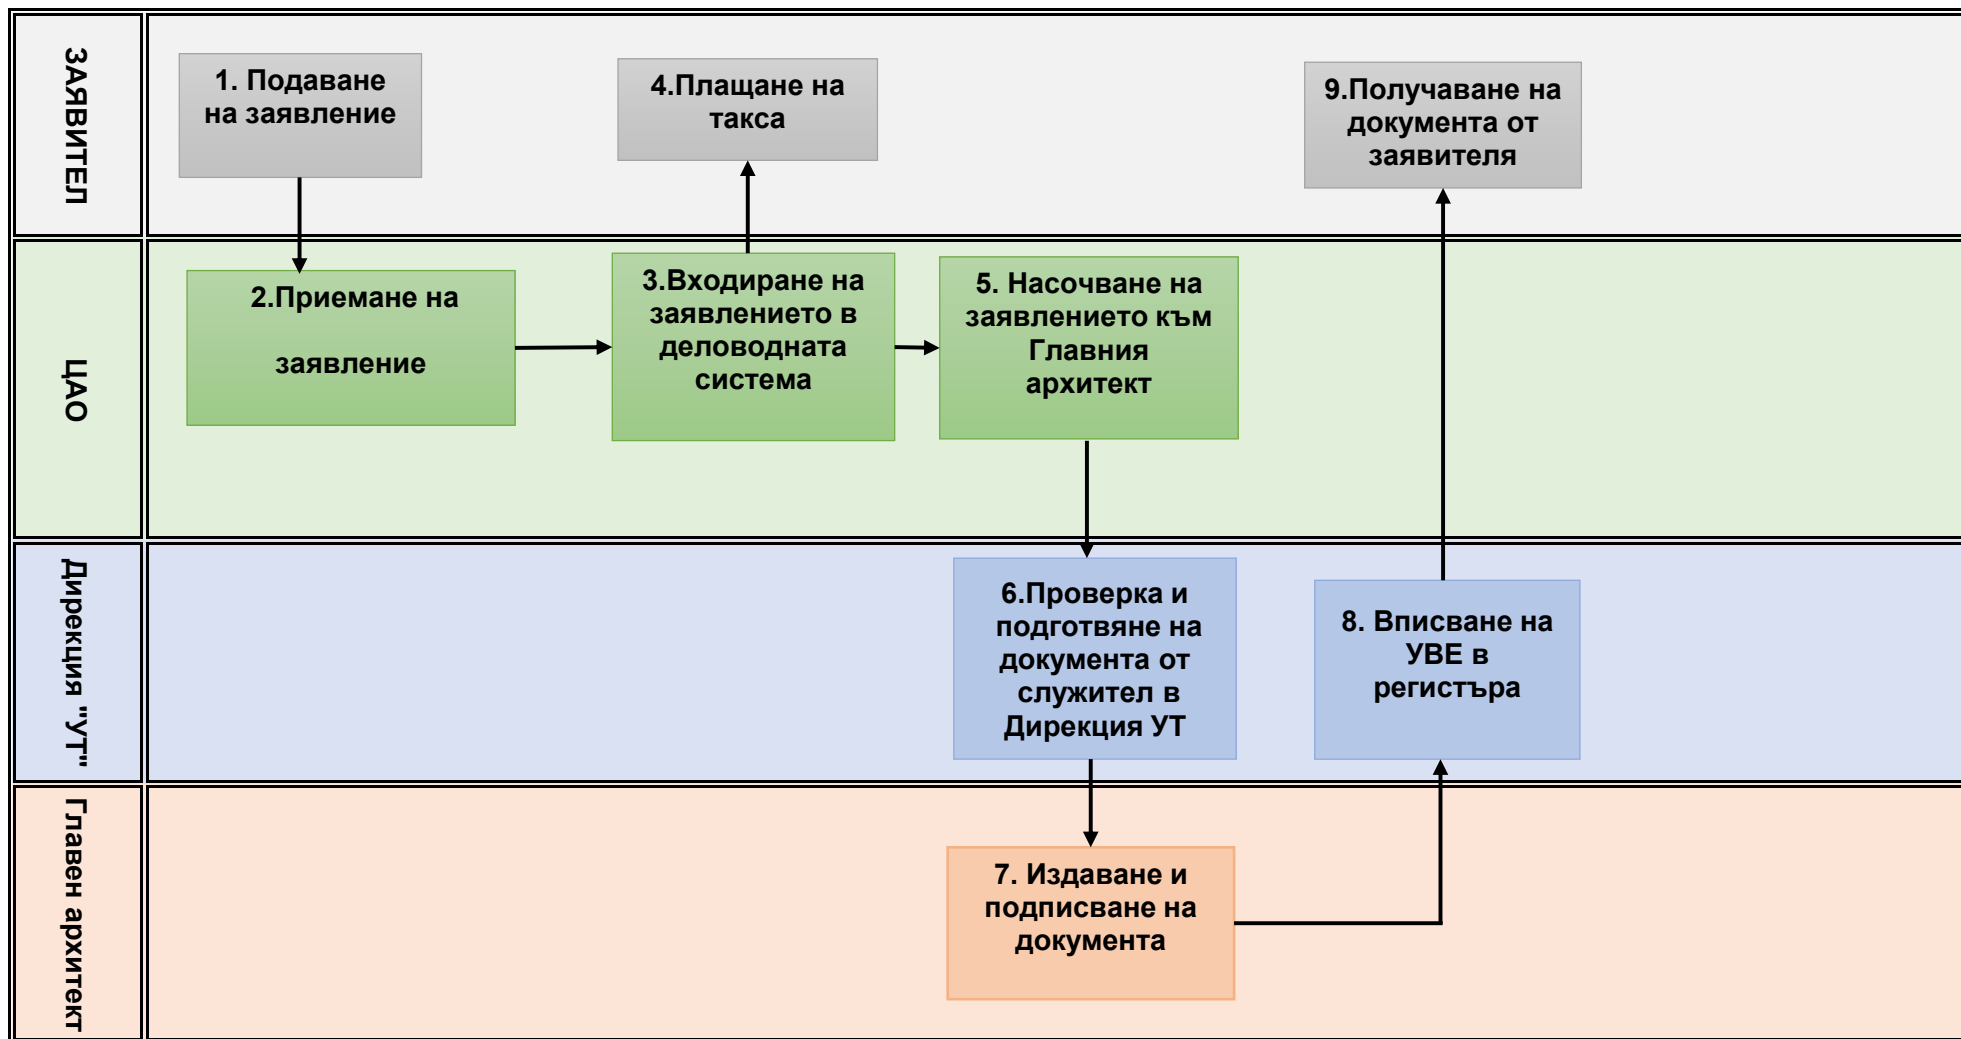 ЗАЯВИТЕЛ
1. Подаване
на заявление
4.Плащане на
такса
9.Получаване на
документа от
заявителя
ЦАО
2.Приемане на
заявление
3.Входиране на
заявлението в
деловодната
система
5. Насочване на
заявлението към
Главния
архитект
Дирекция "УТ"
6.Проверка и
подготвяне на
документа от
служител в
Дирекция УТ
8. Вписване на
УВЕ в
регистъра
Главен архитект
7. Издаване и
подписване на
документа